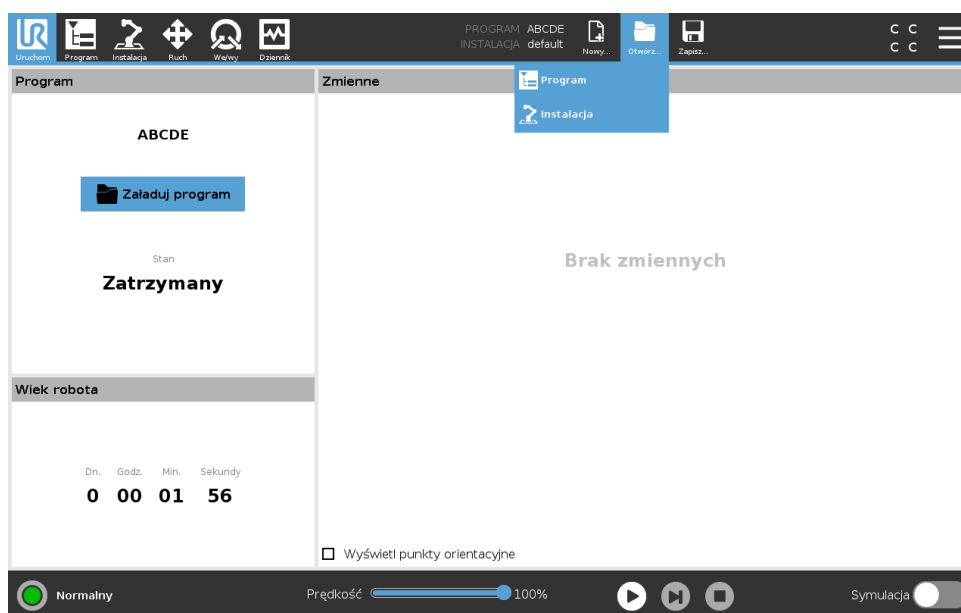 UR
Uruchom Program Instalacja Ruch We/wy Dziennik
PROGRAM ABCDE
INSTALACJA default
Nowy... Otwórz... Zapisz...
C C
C C
Program
Instalacja
Program
ABCDE
Załaduj program
Stan
Zatrzymany
Zmienne
Brak zmiennych
Wiek robota
Dn. Godz. Min. Sekundy
0 00 01 56
Wyświetl punkty orientacyjne
Normalny
Prędkość 100%
Symulacja